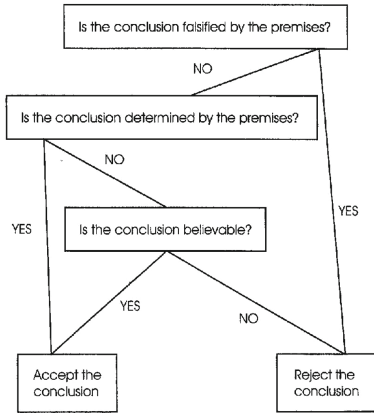 Is the conclusion falsified by the premises?
NO
Is the conclusion determined by the premises?
NO
YES
YES
Is the conclusion believable?
YES
NO
Accept the
conclusion
Reject the
conclusion